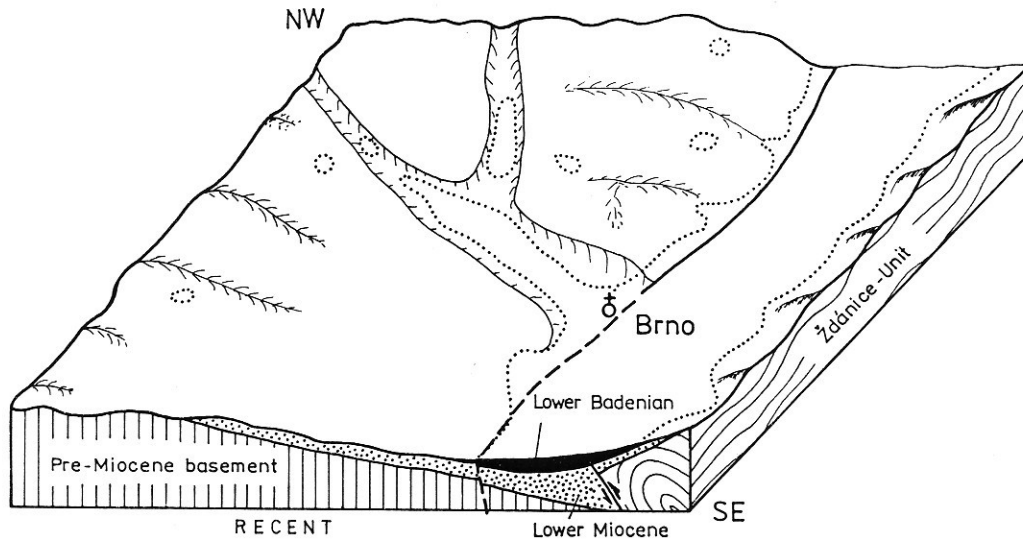 NW
Brno
Ždánice-Unit
Lower Badenian
Pre-Miocene basement
SE
RECENT
Lower Miocene